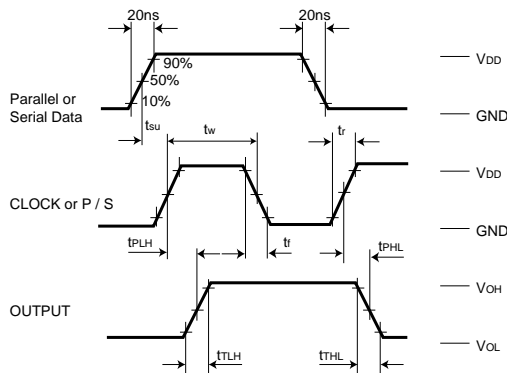 20ns 20ns
90% VDD
50%
Parallel or 10%
Serial Data GND
tsu tw tr
VDD
CLOCK or P / S
GND
tPLH tf tPHL
VOH
OUTPUT
VOL
tTLH tTHL